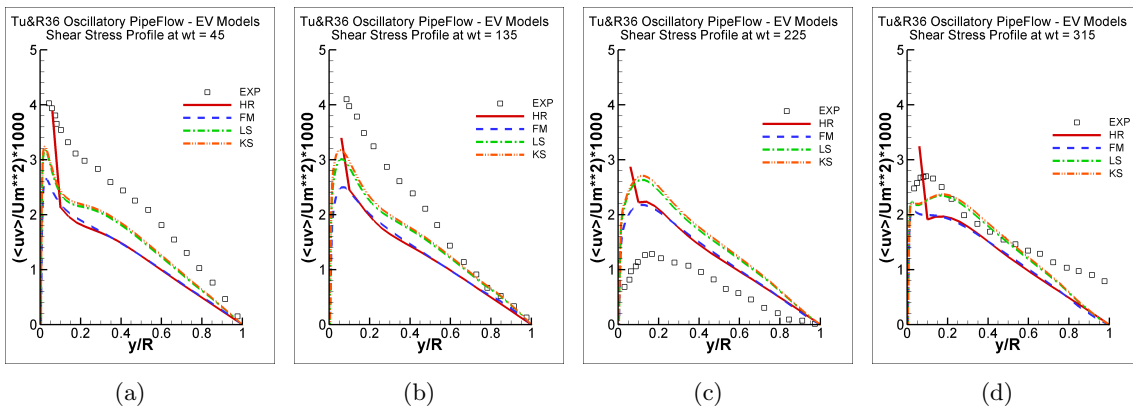 Tu&R36 Oscillatory PipeFlow - EV Models
Shear Stress Profile at wt = 45
(<uv>/Um**2)*1000
5
4
3
2
1
0
0
0.2
0.4
0.6
0.8
1
y/R
EXP
HR
FM
LS
KS
(a)
Tu&R36 Oscillatory PipeFlow - EV Models
Shear Stress Profile at wt = 135
(<uv>/Um**2)*1000
5
4
3
2
1
0
0
0.2
0.4
0.6
0.8
1
y/R
EXP
HR
FM
LS
KS
(b)
Tu&R36 Oscillatory PipeFlow - EV Models
Shear Stress Profile at wt = 225
(<uv>/Um**2)*1000
5
4
3
2
1
0
0
0.2
0.4
0.6
0.8
1
y/R
EXP
HR
FM
LS
KS
(c)
Tu&R36 Oscillatory PipeFlow - EV Models
Shear Stress Profile at wt = 315
(<uv>/Um**2)*1000
5
4
3
2
1
0
0
0.2
0.4
0.6
0.8
1
y/R
EXP
HR
FM
LS
KS
(d)